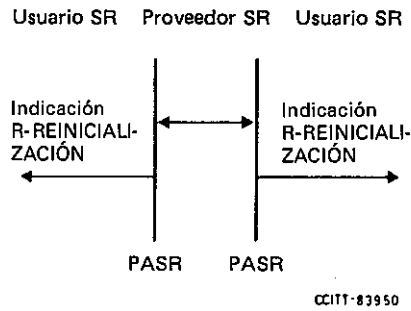 Usuario SR Proveedor SR Usuario SR
Indicación
R-REINICIALI-
ZACIÓN
Indicación
R-REINICIALI-
ZACIÓN
PASR PASR
CCITT-83950